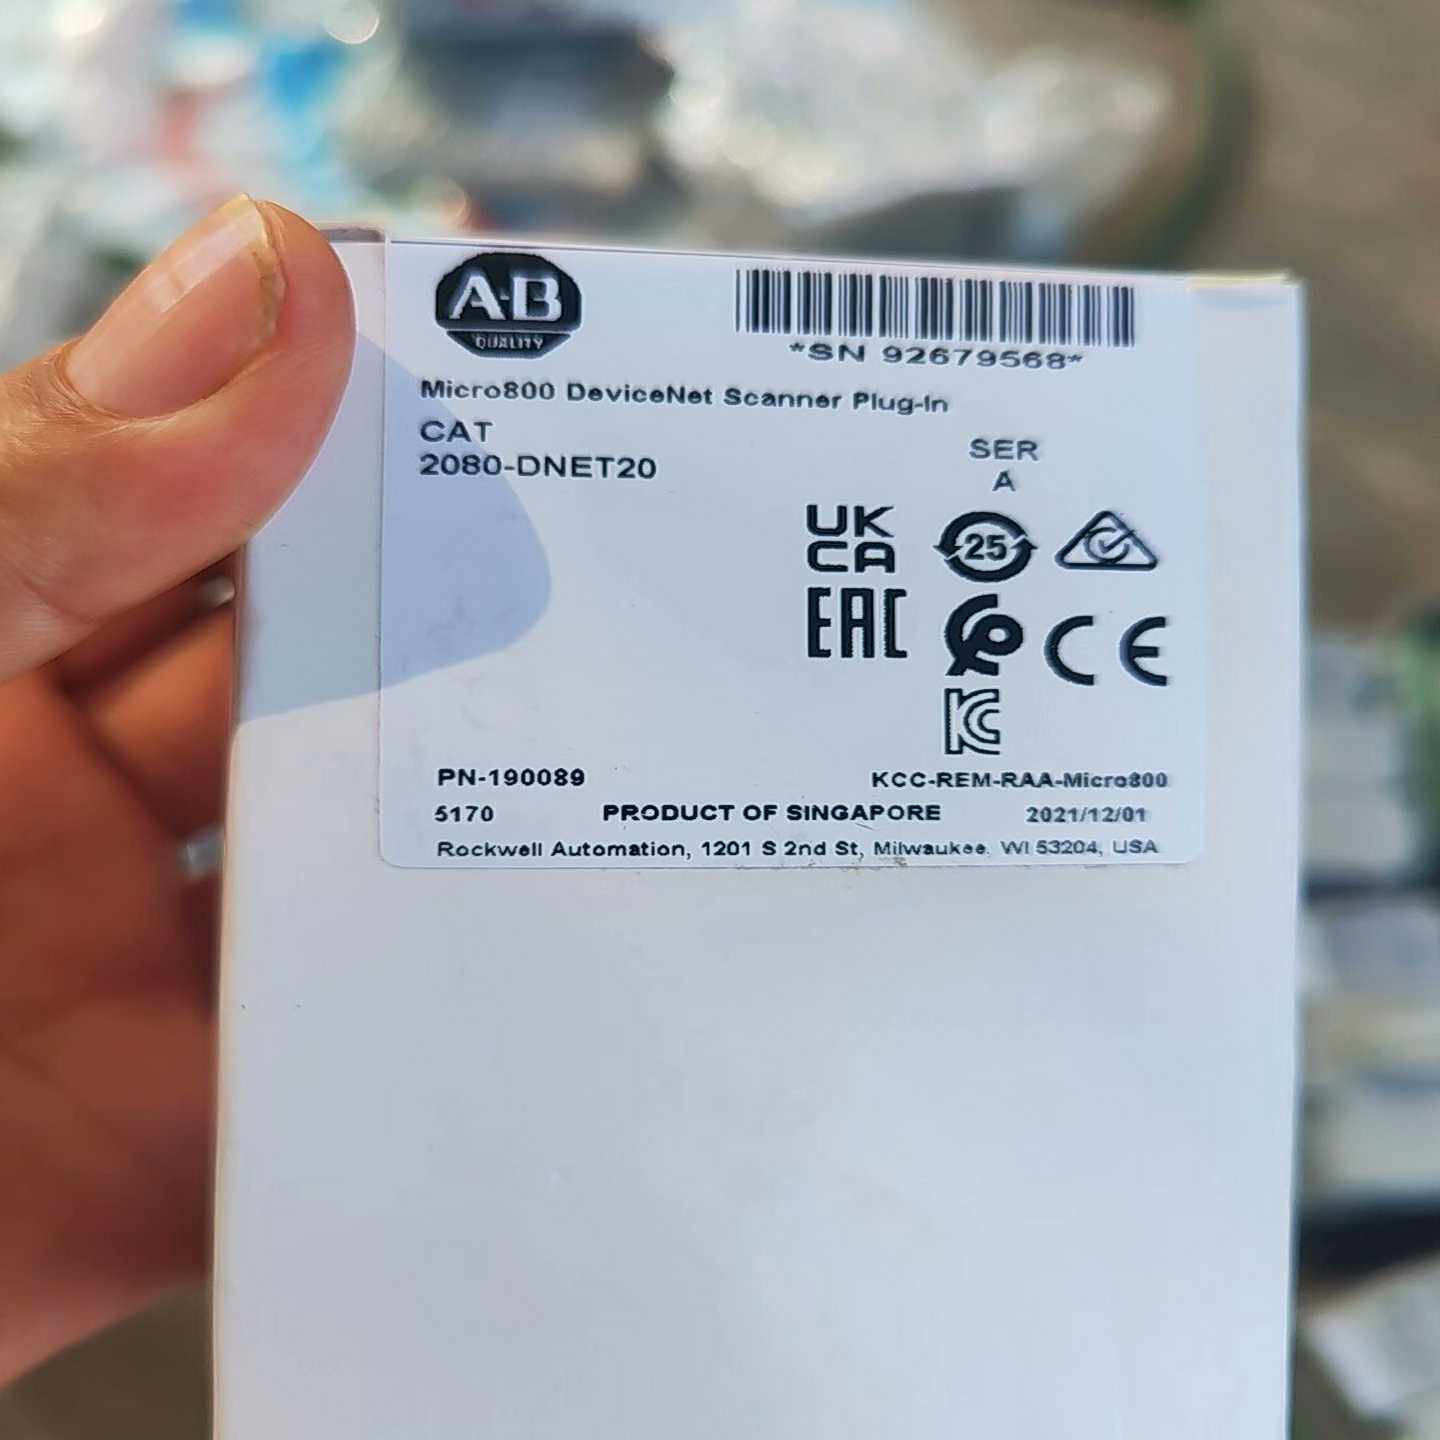 A-B
QUALITY
*SN 92679568*
Micro800 DeviceNet Scanner Plug-In
CAT
2080-DNET20
SER
A
UK
CA
25
EAC
CE
KC
PN-190089
KCC-REM-RAA-Micro800
5170 PRODUCT OF SINGAPORE 2021/12/01
Rockwell Automation, 1201 S 2nd St, Milwaukee. WI 53204, USA